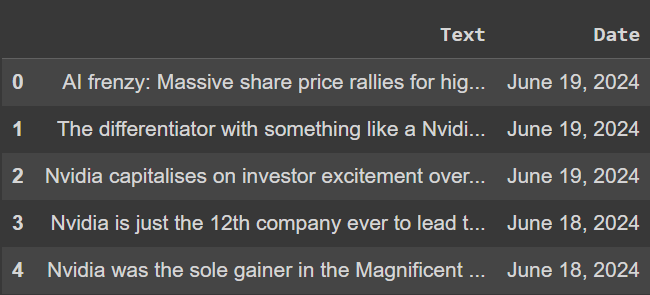 Text Date
0 AI frenzy: Massive share price rallies for hig... June 19, 2024
1 The differentiator with something like a Nvidi... June 19, 2024
2 Nvidia capitalises on investor excitement over... June 19, 2024
3 Nvidia is just the 12th company ever to lead t... June 18, 2024
4 Nvidia was the sole gainer in the Magnificent ... June 18, 2024